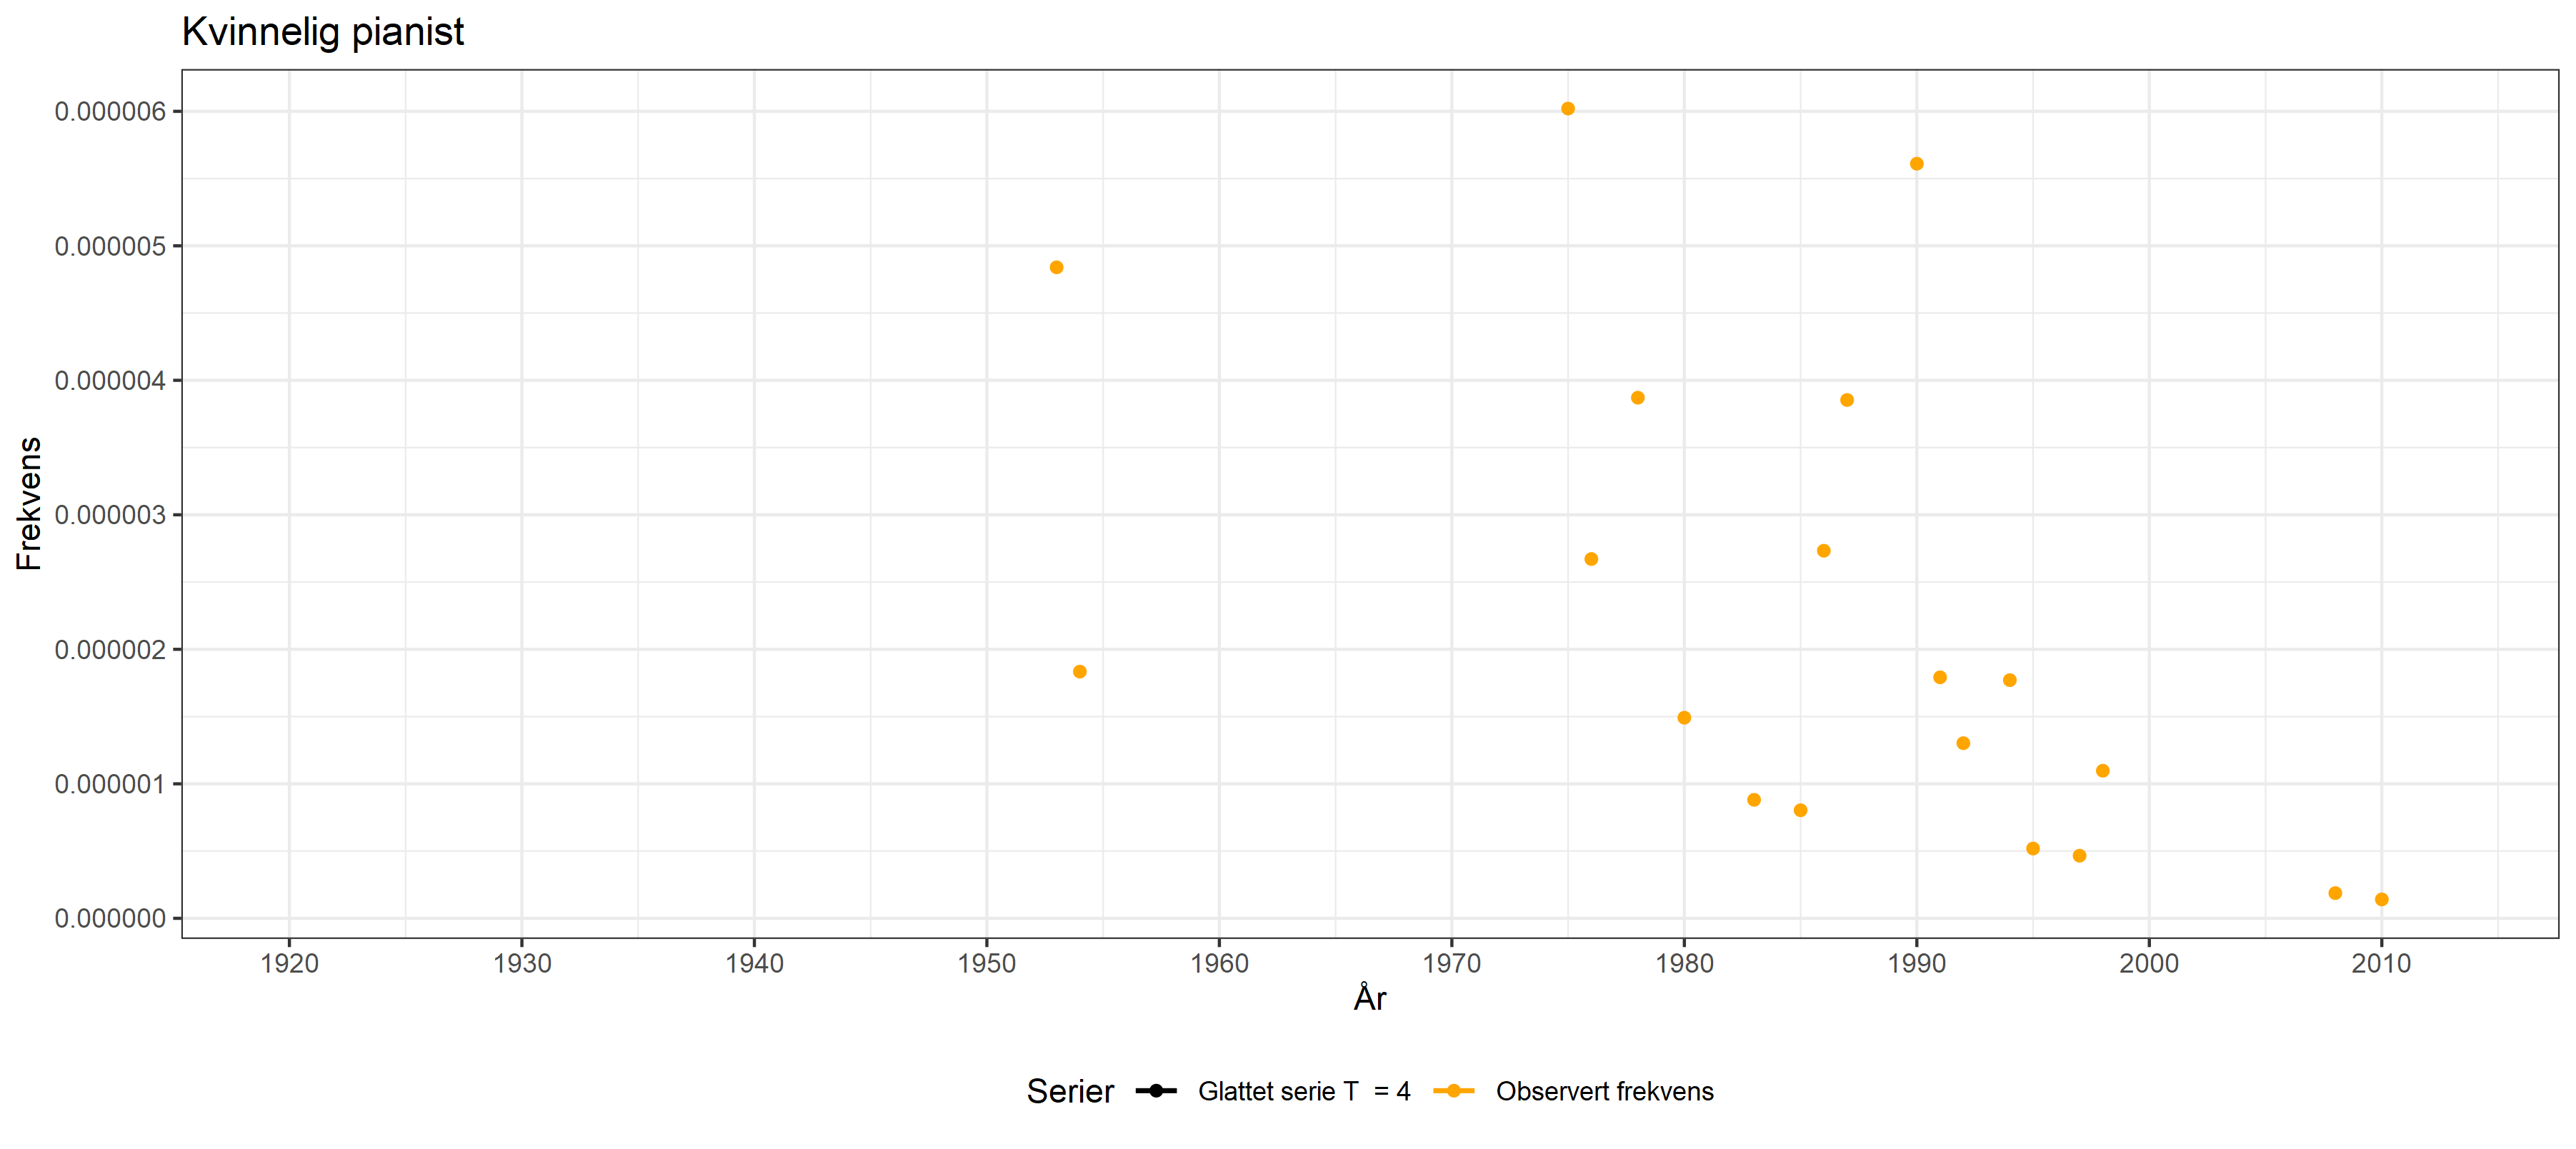 Kvinnelig pianist
0.000006
0.000005
0.000004
0.000003
0.000002
0.000001
0.000000
Frekvens
1920 1930 1940 1950 1960 1970 1980 1990 2000 2010
År
Serier Glattet serie T = 4 Observert frekvens